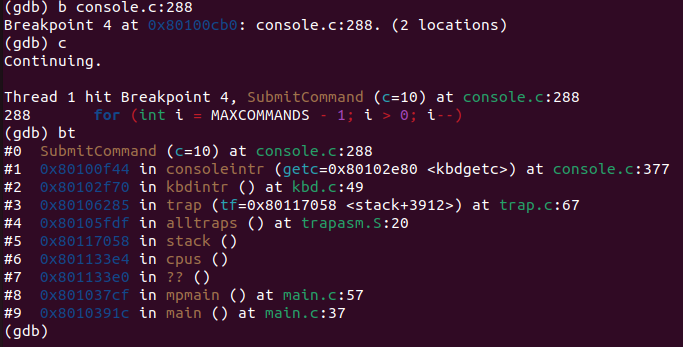 (gdb) b console.c:288
Breakpoint 4 at 0x80100cb0: console.c:288. (2 locations)
(gdb) c
Continuing.

Thread 1 hit Breakpoint 4, SubmitCommand (c=10) at console.c:288
288         for (int i = MAXCOMMANDS - 1; i > 0; i--)
(gdb) bt
#0  SubmitCommand (c=10) at console.c:288
#1  0x80100f44 in consoleintr (getc=0x80102e80 <kbdgetc>) at console.c:377
#2  0x80102f70 in kbdintr () at kbd.c:49
#3  0x80106285 in trap (tf=0x80117058 <stack+3912>) at trap.c:67
#4  0x80105fdf in alltraps () at trapasm.S:20
#5  0x80117058 in stack ()
#6  0x801133e4 in cpus ()
#7  0x801133e0 in ?? ()
#8  0x801037cf in mpmain () at main.c:57
#9  0x8010391c in main () at main.c:37
(gdb)